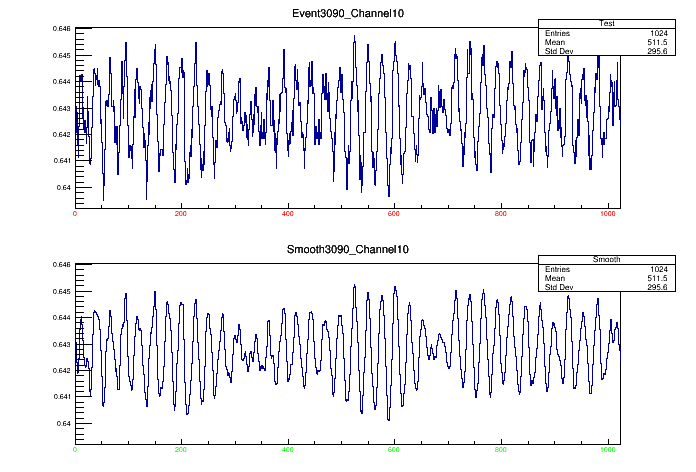 Event3090_Channel10
Test
Entries 1024
Mean 511.5
Std Dev 295.6
0.646
0.645
0.644
0.643
0.642
0.641
0.64
0 200 400 600 800 1000
Smooth3090_Channel10
Smooth
Entries 1024
Mean 511.5
Std Dev 295.6
0.646
0.645
0.644
0.643
0.642
0.641
0.64
0 200 400 600 800 1000